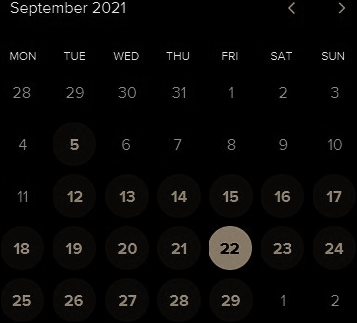 September 2021 < >
MON TUE WED THU FRI SAT SUN
28 29 30 31 1 2 3
4 5 6 7 8 9 10
11 12 13 14 15 16 17
18 19 20 21 22 23 24
25 26 27 28 29 1 2